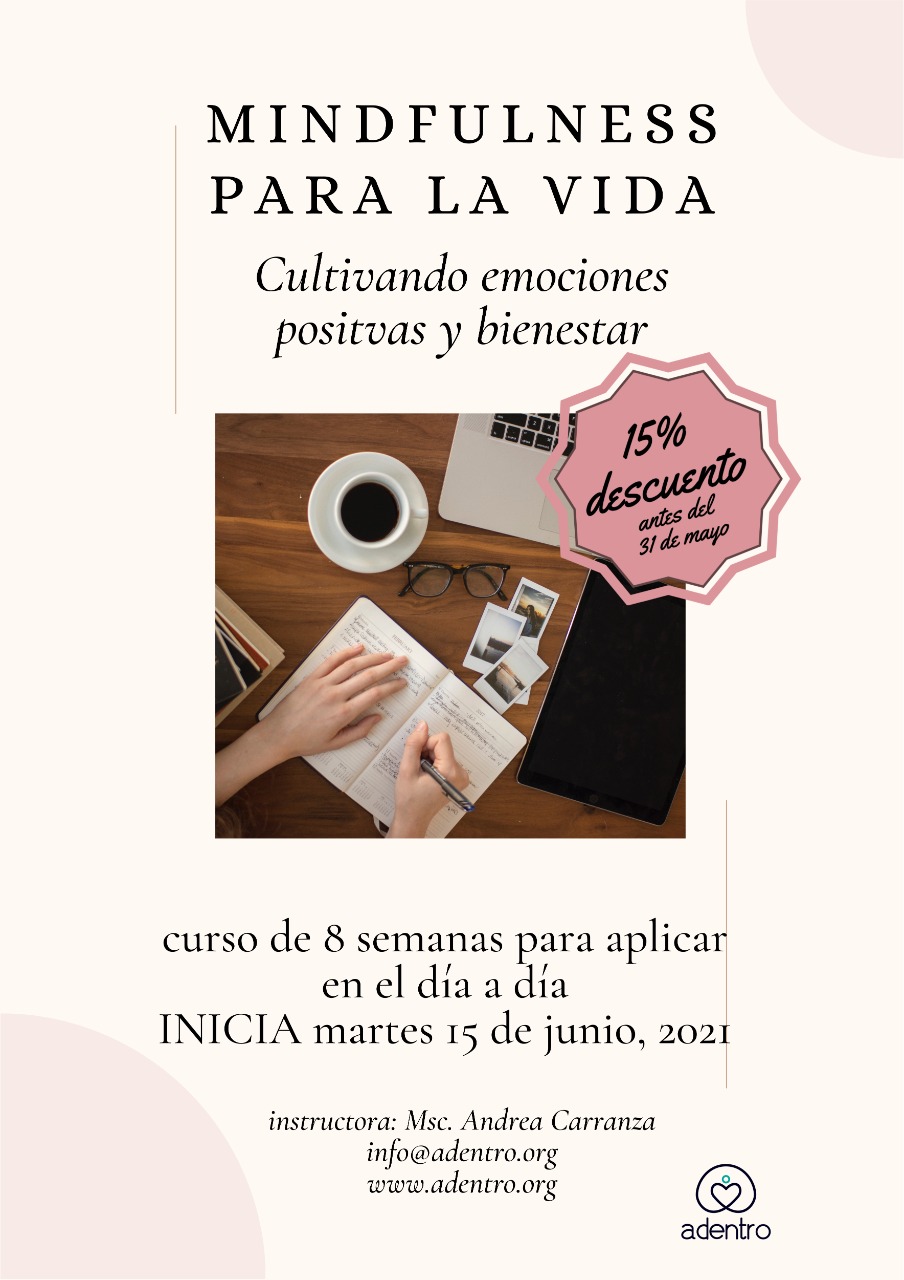 MINDFULNESS
PARA LA VIDA
Cultivando emociones
positvas y bienestar
15%
descuento
antes del
31 de mayo
curso de 8 semanas para aplicar
en el día a día
INICIA martes 15 de junio, 2021
instructora: Msc. Andrea Carranza
info@adentro.org
www.adentro.org
adentro